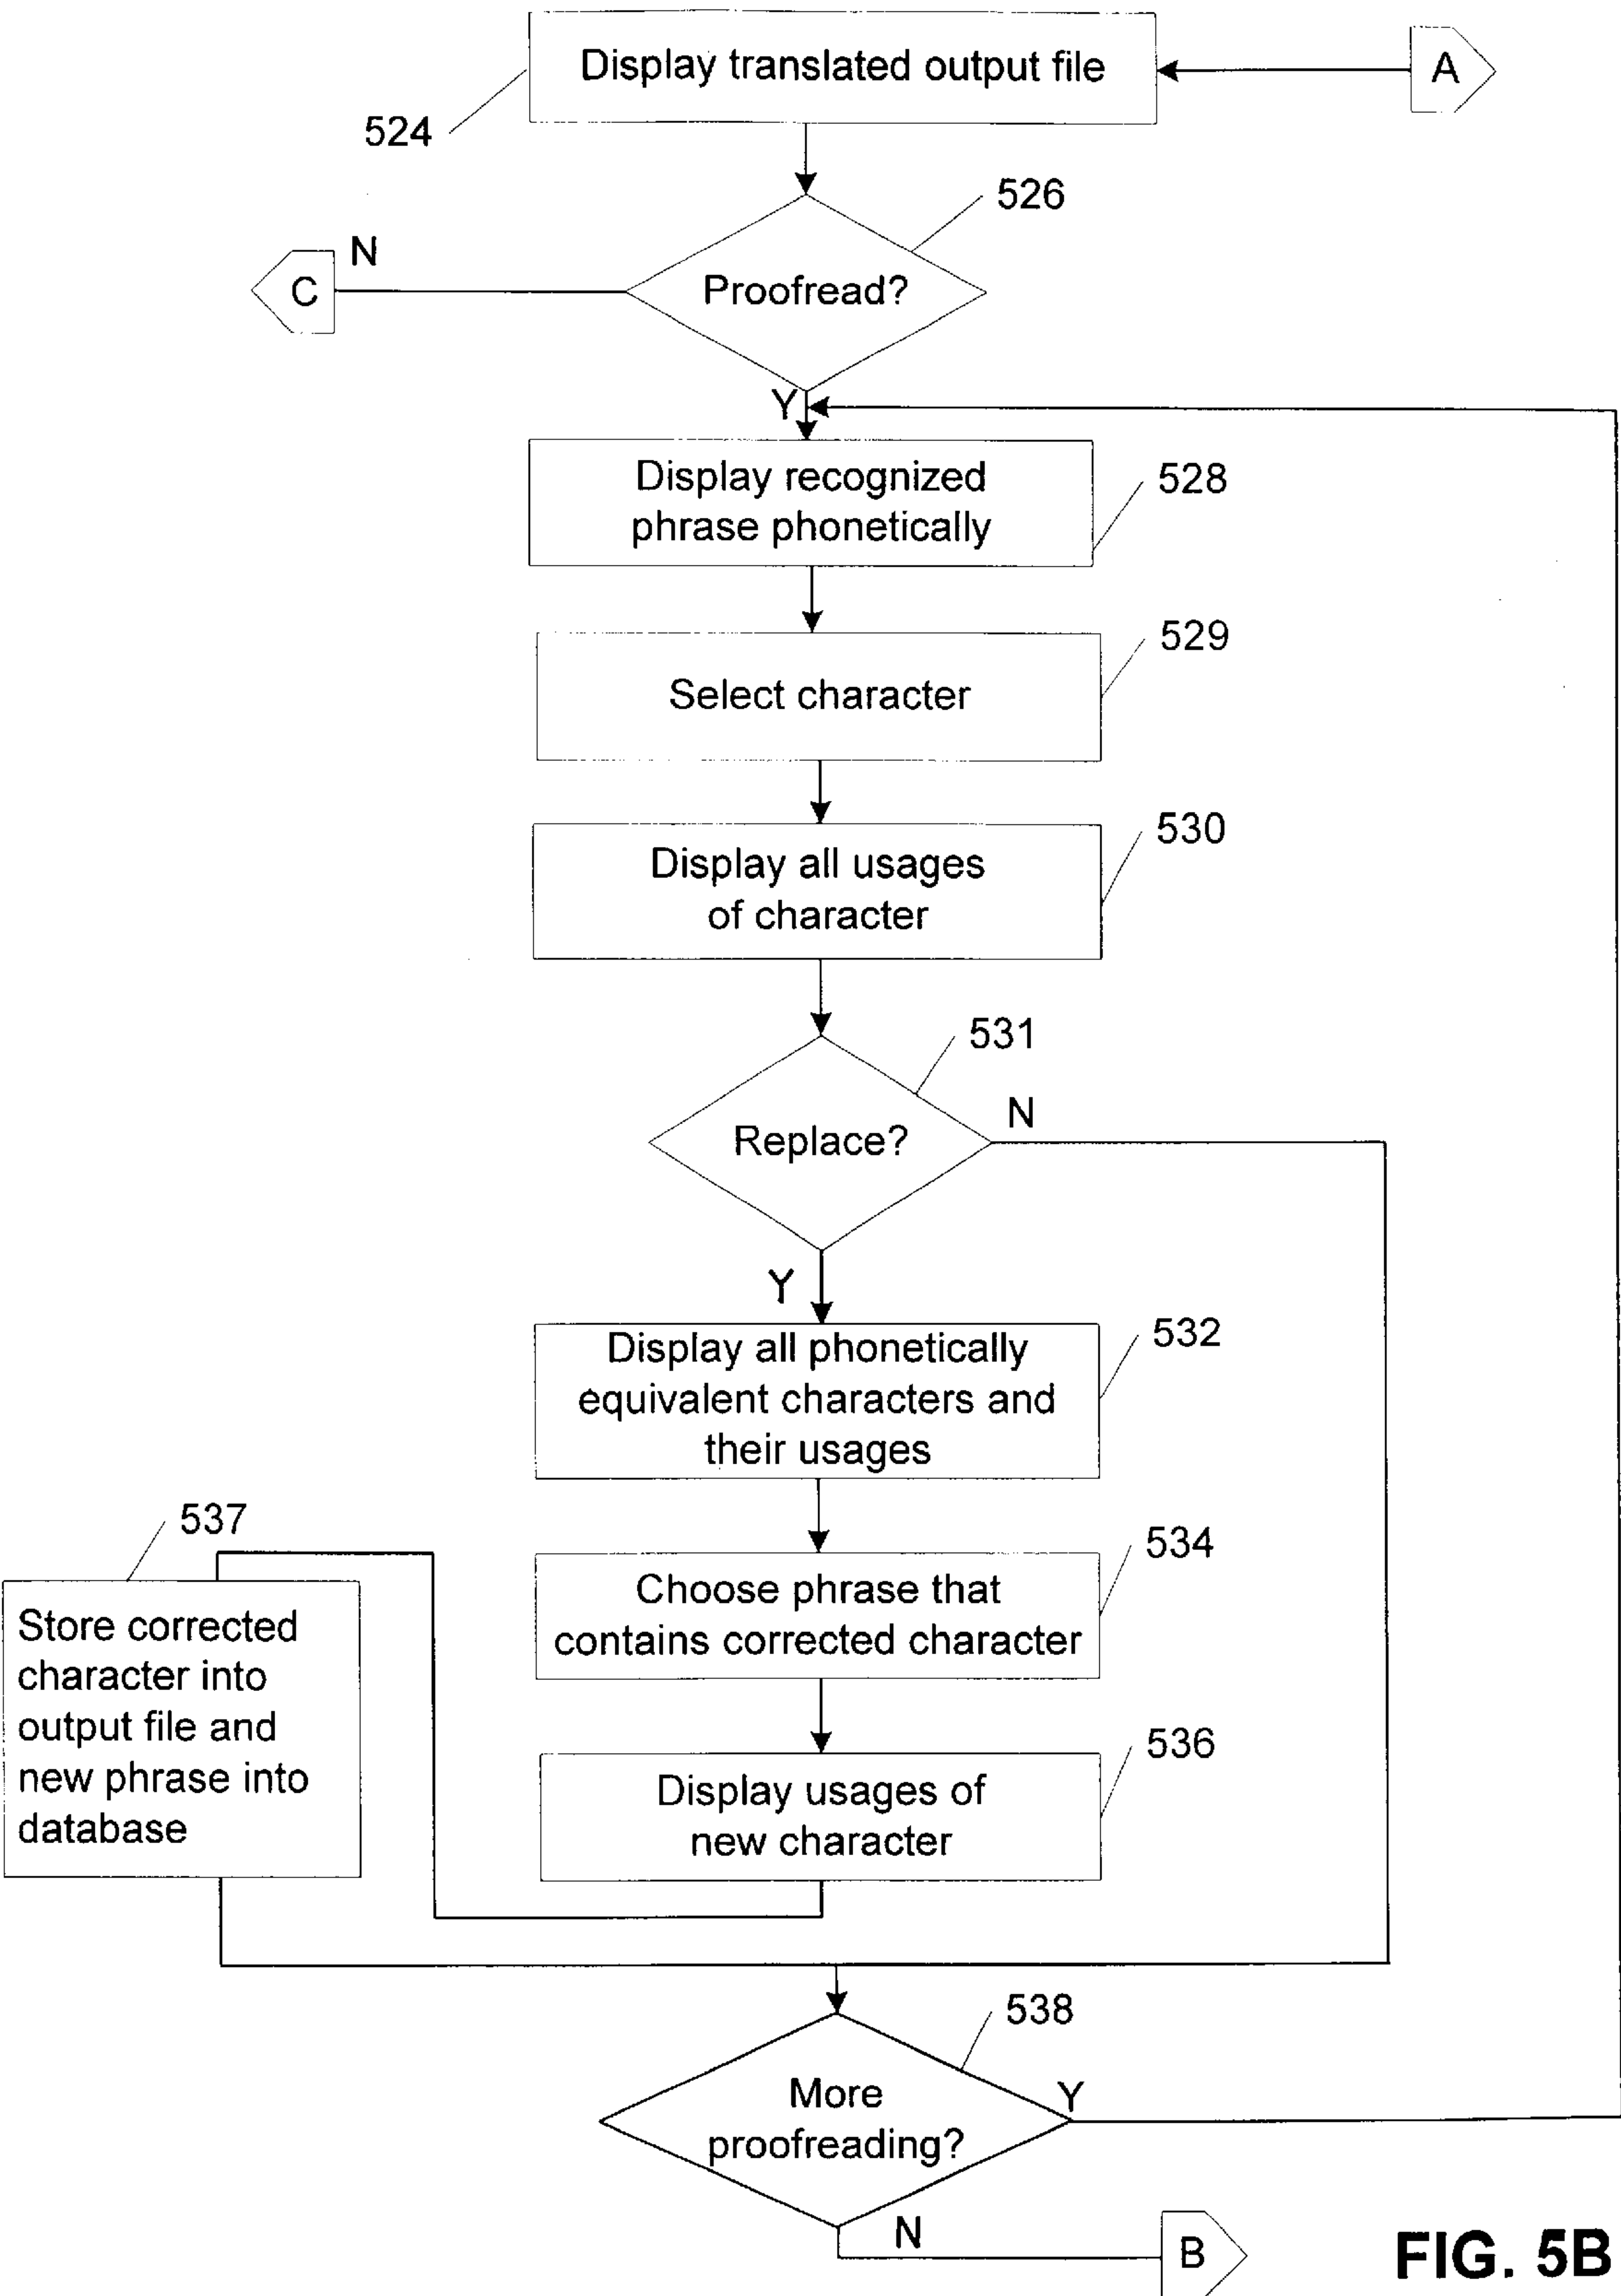 Display translated output file
A
524
526
N
C
Proofread?
Y
Display recognized
phrase phonetically
528
529
Select character
530
Display all usages
of character
531
N
Replace?
Y
532
Display all phonetically
equivalent characters and
their usages
537
534
Store corrected
character into
output file and
new phrase into
database
Choose phrase that
contains corrected character
536
Display usages of
new character
538
More
proofreading?
Y
N
B
FIG. 5B